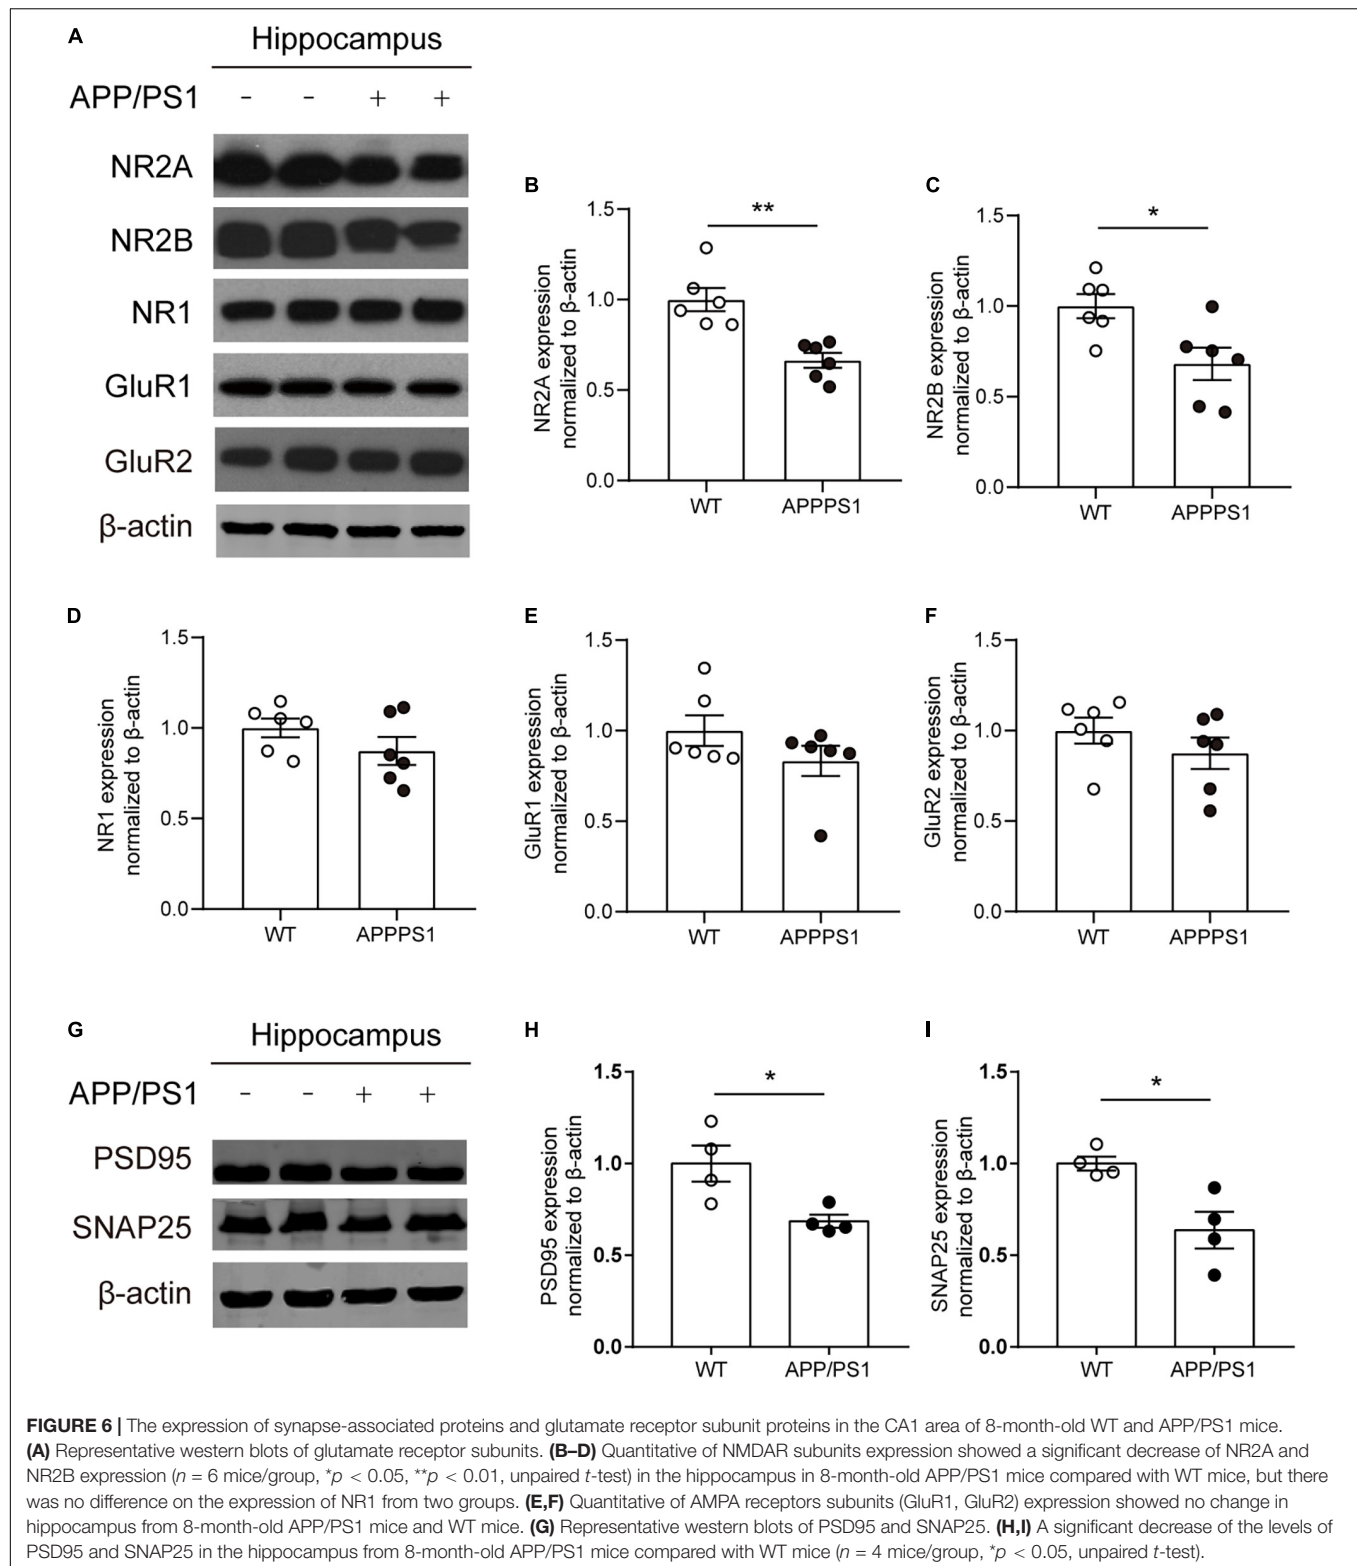 A
Hippocampus
APP/PS1 - - + +
NR2A
NR2B
NR1
GluR1
GluR2
β-actin
B
NR2A expression
normalized to β-actin
1.5
1.0
0.5
0.0
**
WT APPPS1
C
NR2B expression
normalized to β-actin
1.5
1.0
0.5
0.0
*
WT APPPS1
D
NR1 expression
normalized to β-actin
1.5
1.0
0.5
0.0
WT APPPS1
E
GluR1 expression
normalized to β-actin
1.5
1.0
0.5
0.0
WT APPPS1
F
GluR2 expression
normalized to β-actin
1.5
1.0
0.5
0.0
WT APPPS1
G
Hippocampus
APP/PS1 - - + +
PSD95
SNAP25
β-actin
H
PSD95 expression
normalized to β-actin
1.5
1.0
0.5
0.0
*
WT APP/PS1
I
SNAP25 expression
normalized to β-actin
1.5
1.0
0.5
0.0
*
WT APP/PS1
FIGURE 6 | The expression of synapse-associated proteins and glutamate receptor subunit proteins in the CA1 area of 8-month-old WT and APP/PS1 mice.
(A) Representative western blots of glutamate receptor subunits. (B–D) Quantitative of NMDAR subunits expression showed a significant decrease of NR2A and
NR2B expression (n = 6 mice/group, *p < 0.05, **p < 0.01, unpaired t-test) in the hippocampus in 8-month-old APP/PS1 mice compared with WT mice, but there
was no difference on the expression of NR1 from two groups. (E,F) Quantitative of AMPA receptors subunits (GluR1, GluR2) expression showed no change in
hippocampus from 8-month-old APP/PS1 mice and WT mice. (G) Representative western blots of PSD95 and SNAP25. (H,I) A significant decrease of the levels of
PSD95 and SNAP25 in the hippocampus from 8-month-old APP/PS1 mice compared with WT mice (n = 4 mice/group, *p < 0.05, unpaired t-test).